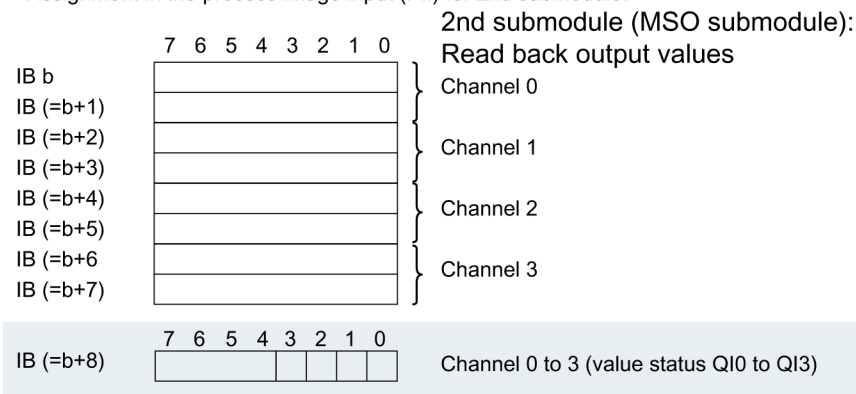 2nd submodule (MSO submodule):
Read back output values
7 6 5 4 3 2 1 0
IB b
Channel 0
IB (=b+1)
IB (=b+2)
Channel 1
IB (=b+3)
IB (=b+4)
Channel 2
IB (=b+5)
IB (=b+6
Channel 3
IB (=b+7)
7 6 5 4 3 2 1 0
IB (=b+8)
Channel 0 to 3 (value status QI0 to QI3)